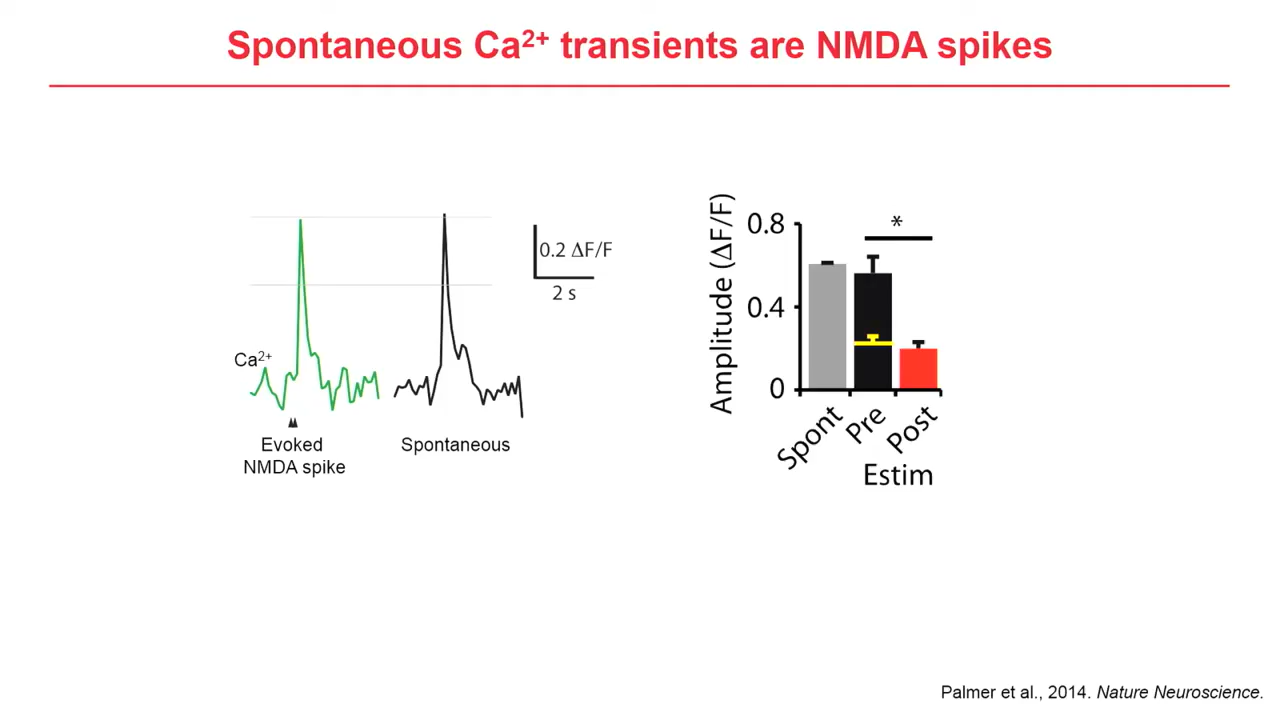 Spontaneous Ca²⁺ transients are NMDA spikes
Ca²⁺
Evoked
NMDA spike
Spontaneous
0.2 ΔF/F
2 s
Amplitude (ΔF/F)
0.8
0.4
0
*
Spont
Pre
Post
Estim
Palmer et al., 2014. Nature Neuroscience.